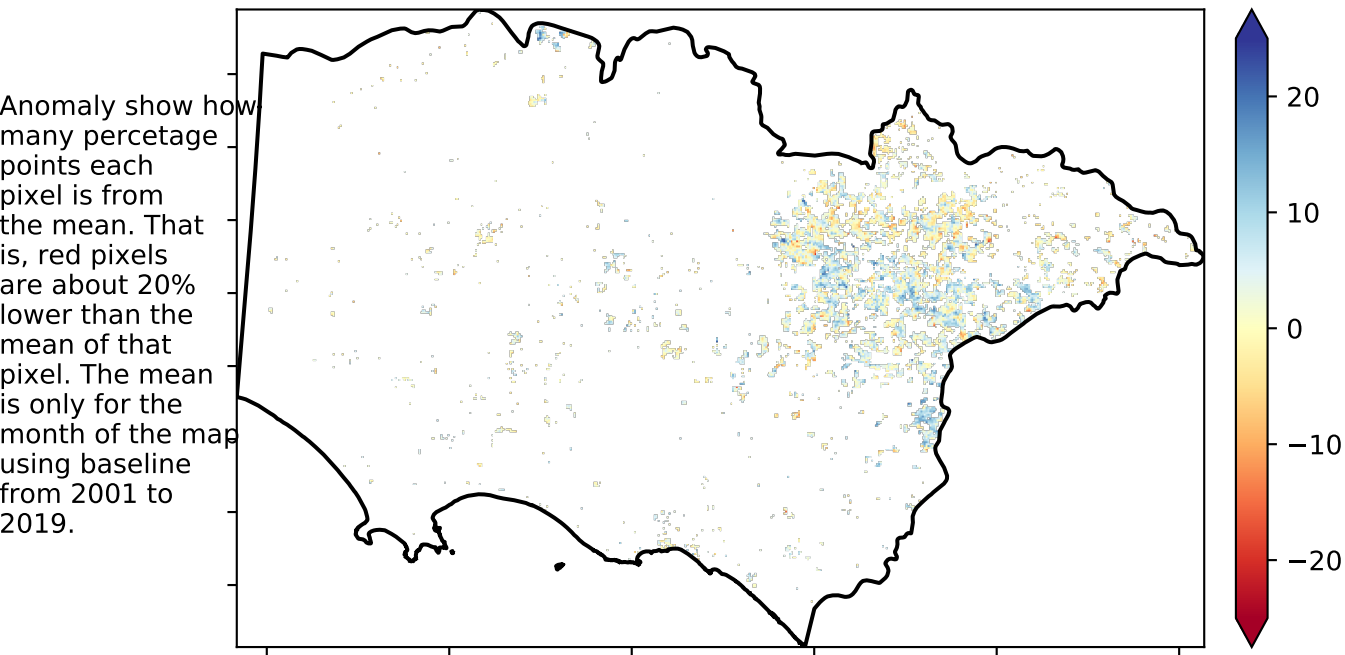 Anomaly show how
many percetage
points each
pixel is from
the mean. That
is, red pixels
are about 20%
lower than the
mean of that
pixel. The mean
is only for the
month of the map
using baseline
from 2001 to
2019.
20
10
0
−10
−20